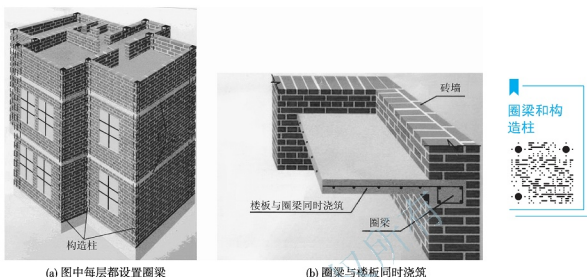 构造柱
(a) 图中每层都设置圈梁
砖墙
楼板与圈梁同时浇筑
圈梁
(b) 圈梁与楼板同时浇筑
圈梁和构
造柱